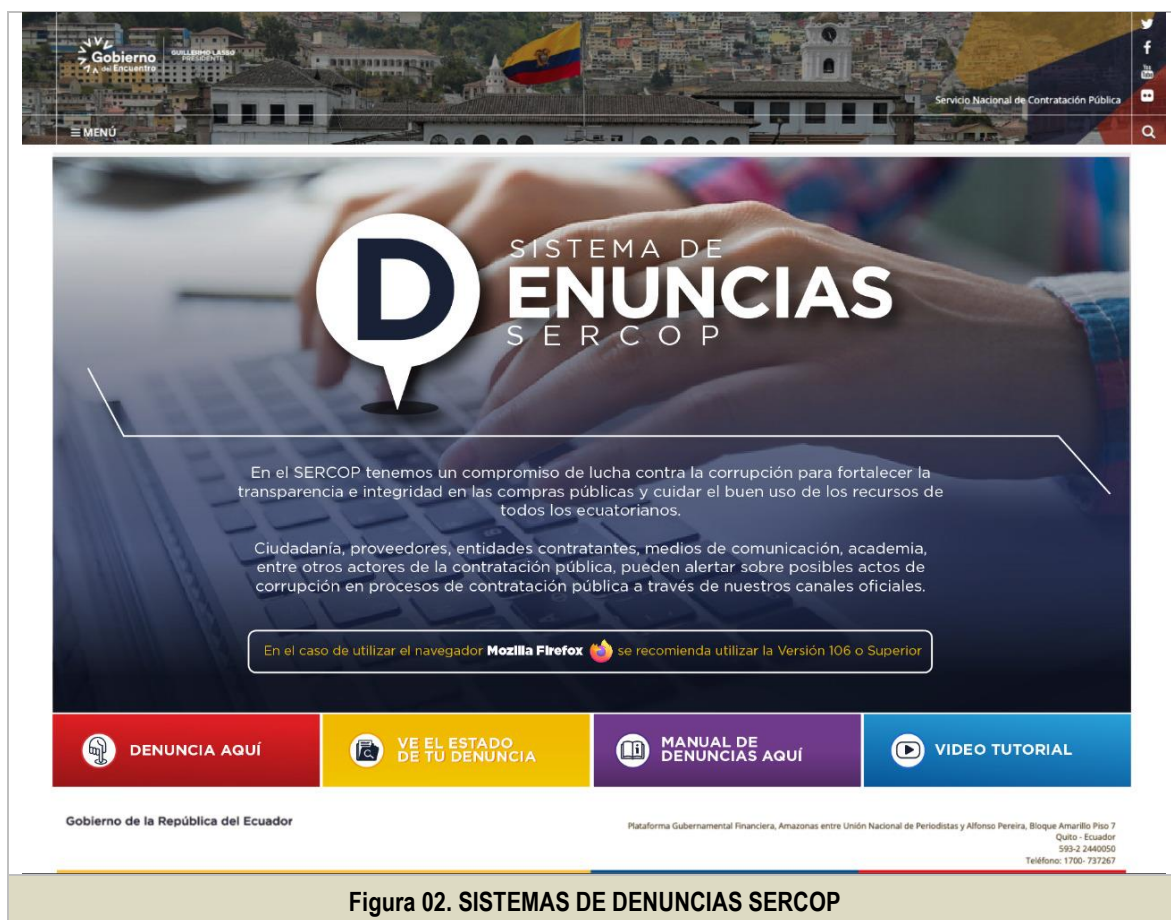 Gobierno
del Encuentro
GUILLERMO LASSO
PRESIDENTE
Servicio Nacional de Contratación Pública
You
Tube
≡ MENÚ
SISTEMA DE
DENUNCIAS
SERCOP
En el SERCOP tenemos un compromiso de lucha contra la corrupción para fortalecer la
transparencia e integridad en las compras públicas y cuidar el buen uso de los recursos de
todos los ecuatorianos.
Ciudadanía, proveedores, entidades contratantes, medios de comunicación, academia,
entre otros actores de la contratación pública, pueden alertar sobre posibles actos de
corrupción en procesos de contratación pública a través de nuestros canales oficiales.
En el caso de utilizar el navegador Mozilla Firefox se recomienda utilizar la Versión 106 o Superior
DENUNCIA AQUÍ
VE EL ESTADO
DE TU DENUNCIA
MANUAL DE
DENUNCIAS AQUÍ
VIDEO TUTORIAL
Gobierno de la República del Ecuador
Plataforma Gubernamental Financiera, Amazonas entre Unión Nacional de Periodistas y Alfonso Pereira, Bloque Amarillo Piso 7
Quito - Ecuador
593-2 2440050
Teléfono: 1700- 737267
Figura 02. SISTEMAS DE DENUNCIAS SERCOP